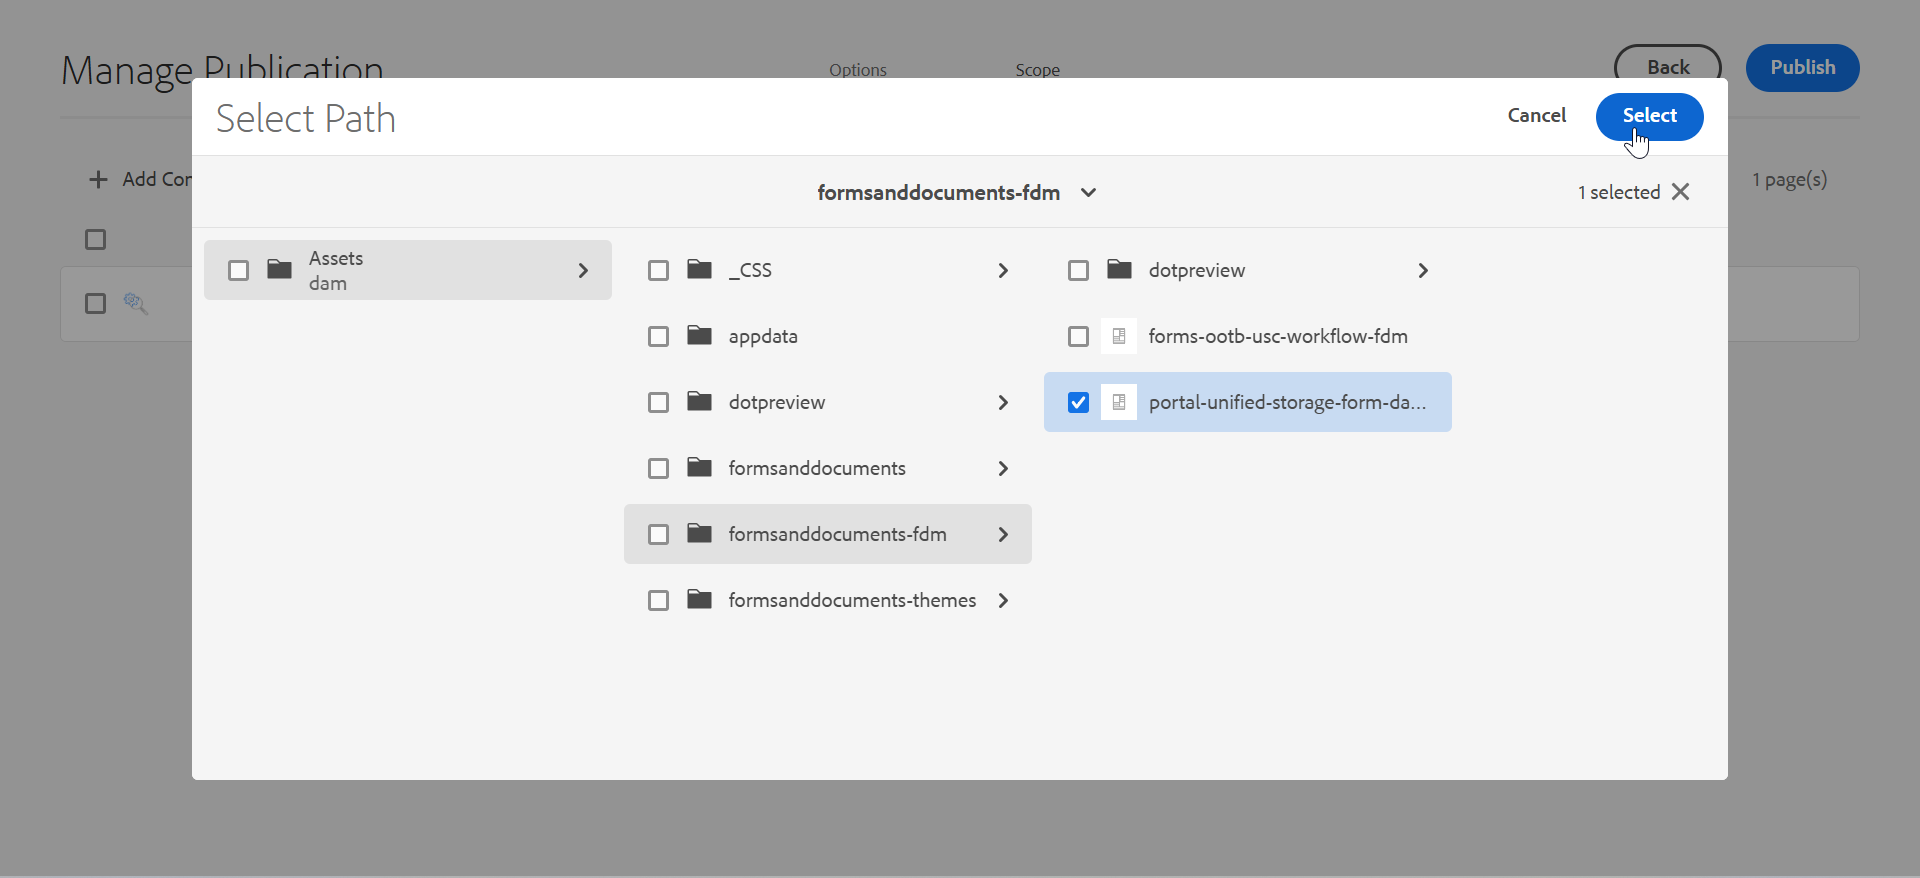 Manage Publication
Options
Scope
Back
Publish
Select Path
Cancel
Select
Add Con
1 page(s)
formsanddocuments-fdm
1 selected
Assets
dam
_CSS
appdata
dotpreview
formsanddocuments
formsanddocuments-fdm
formsanddocuments-themes
dotpreview
forms-ootb-usc-workflow-fdm
portal-unified-storage-form-da...